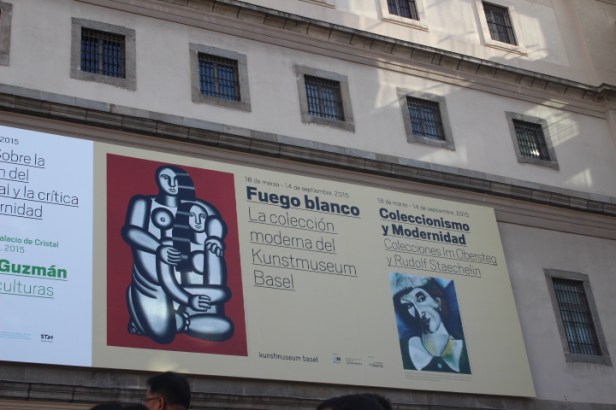 2015
Sobre la
n del
al y la crítica
rnidad
alacio de Cristal
, 2015
Guzmán
culturas
18 de marzo - 14 de septiembre, 2015
Fuego blanco
La colección
moderna del
Kunstmuseum
Basel
kunstmuseum basel
18 de marzo - 14 de septiembre, 2015
Coleccionismo
y Modernidad
Colecciones Im Obersteg
y Rudolf Staechelin